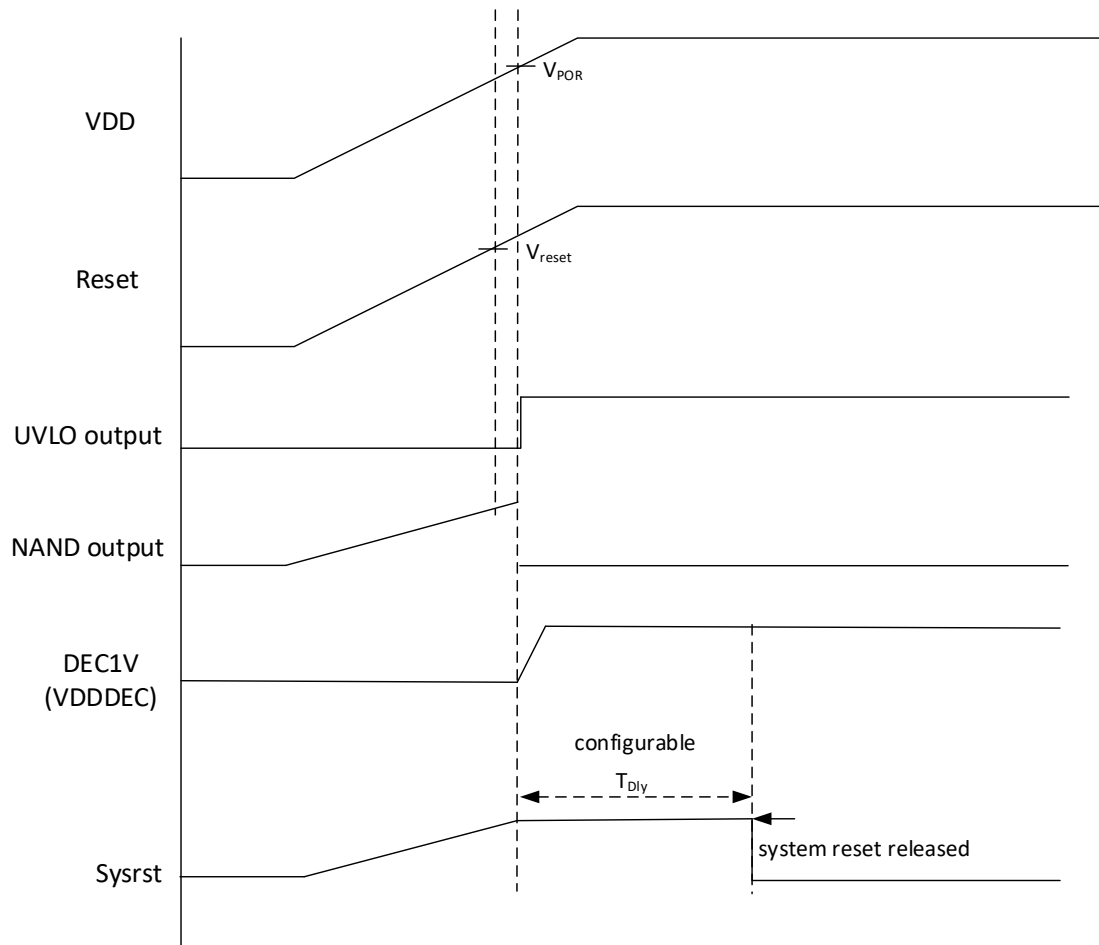 VDD
V_POR
Reset
V_reset
UVLO output
NAND output
DEC1V
(VDDDEC)
configurable
T_Dly
Sysrst
system reset released